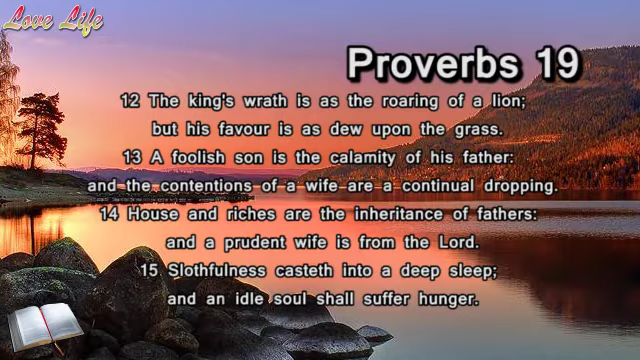 Love Life
Proverbs 19
12 The king's wrath is as the roaring of a lion;
but his favour is as dew upon the grass.
13 A foolish son is the calamity of his father:
and the contentions of a wife are a continual dropping.
14 House and riches are the inheritance of fathers:
and a prudent wife is from the Lord.
15 Slothfulness casteth into a deep sleep;
and an idle soul shall suffer hunger.